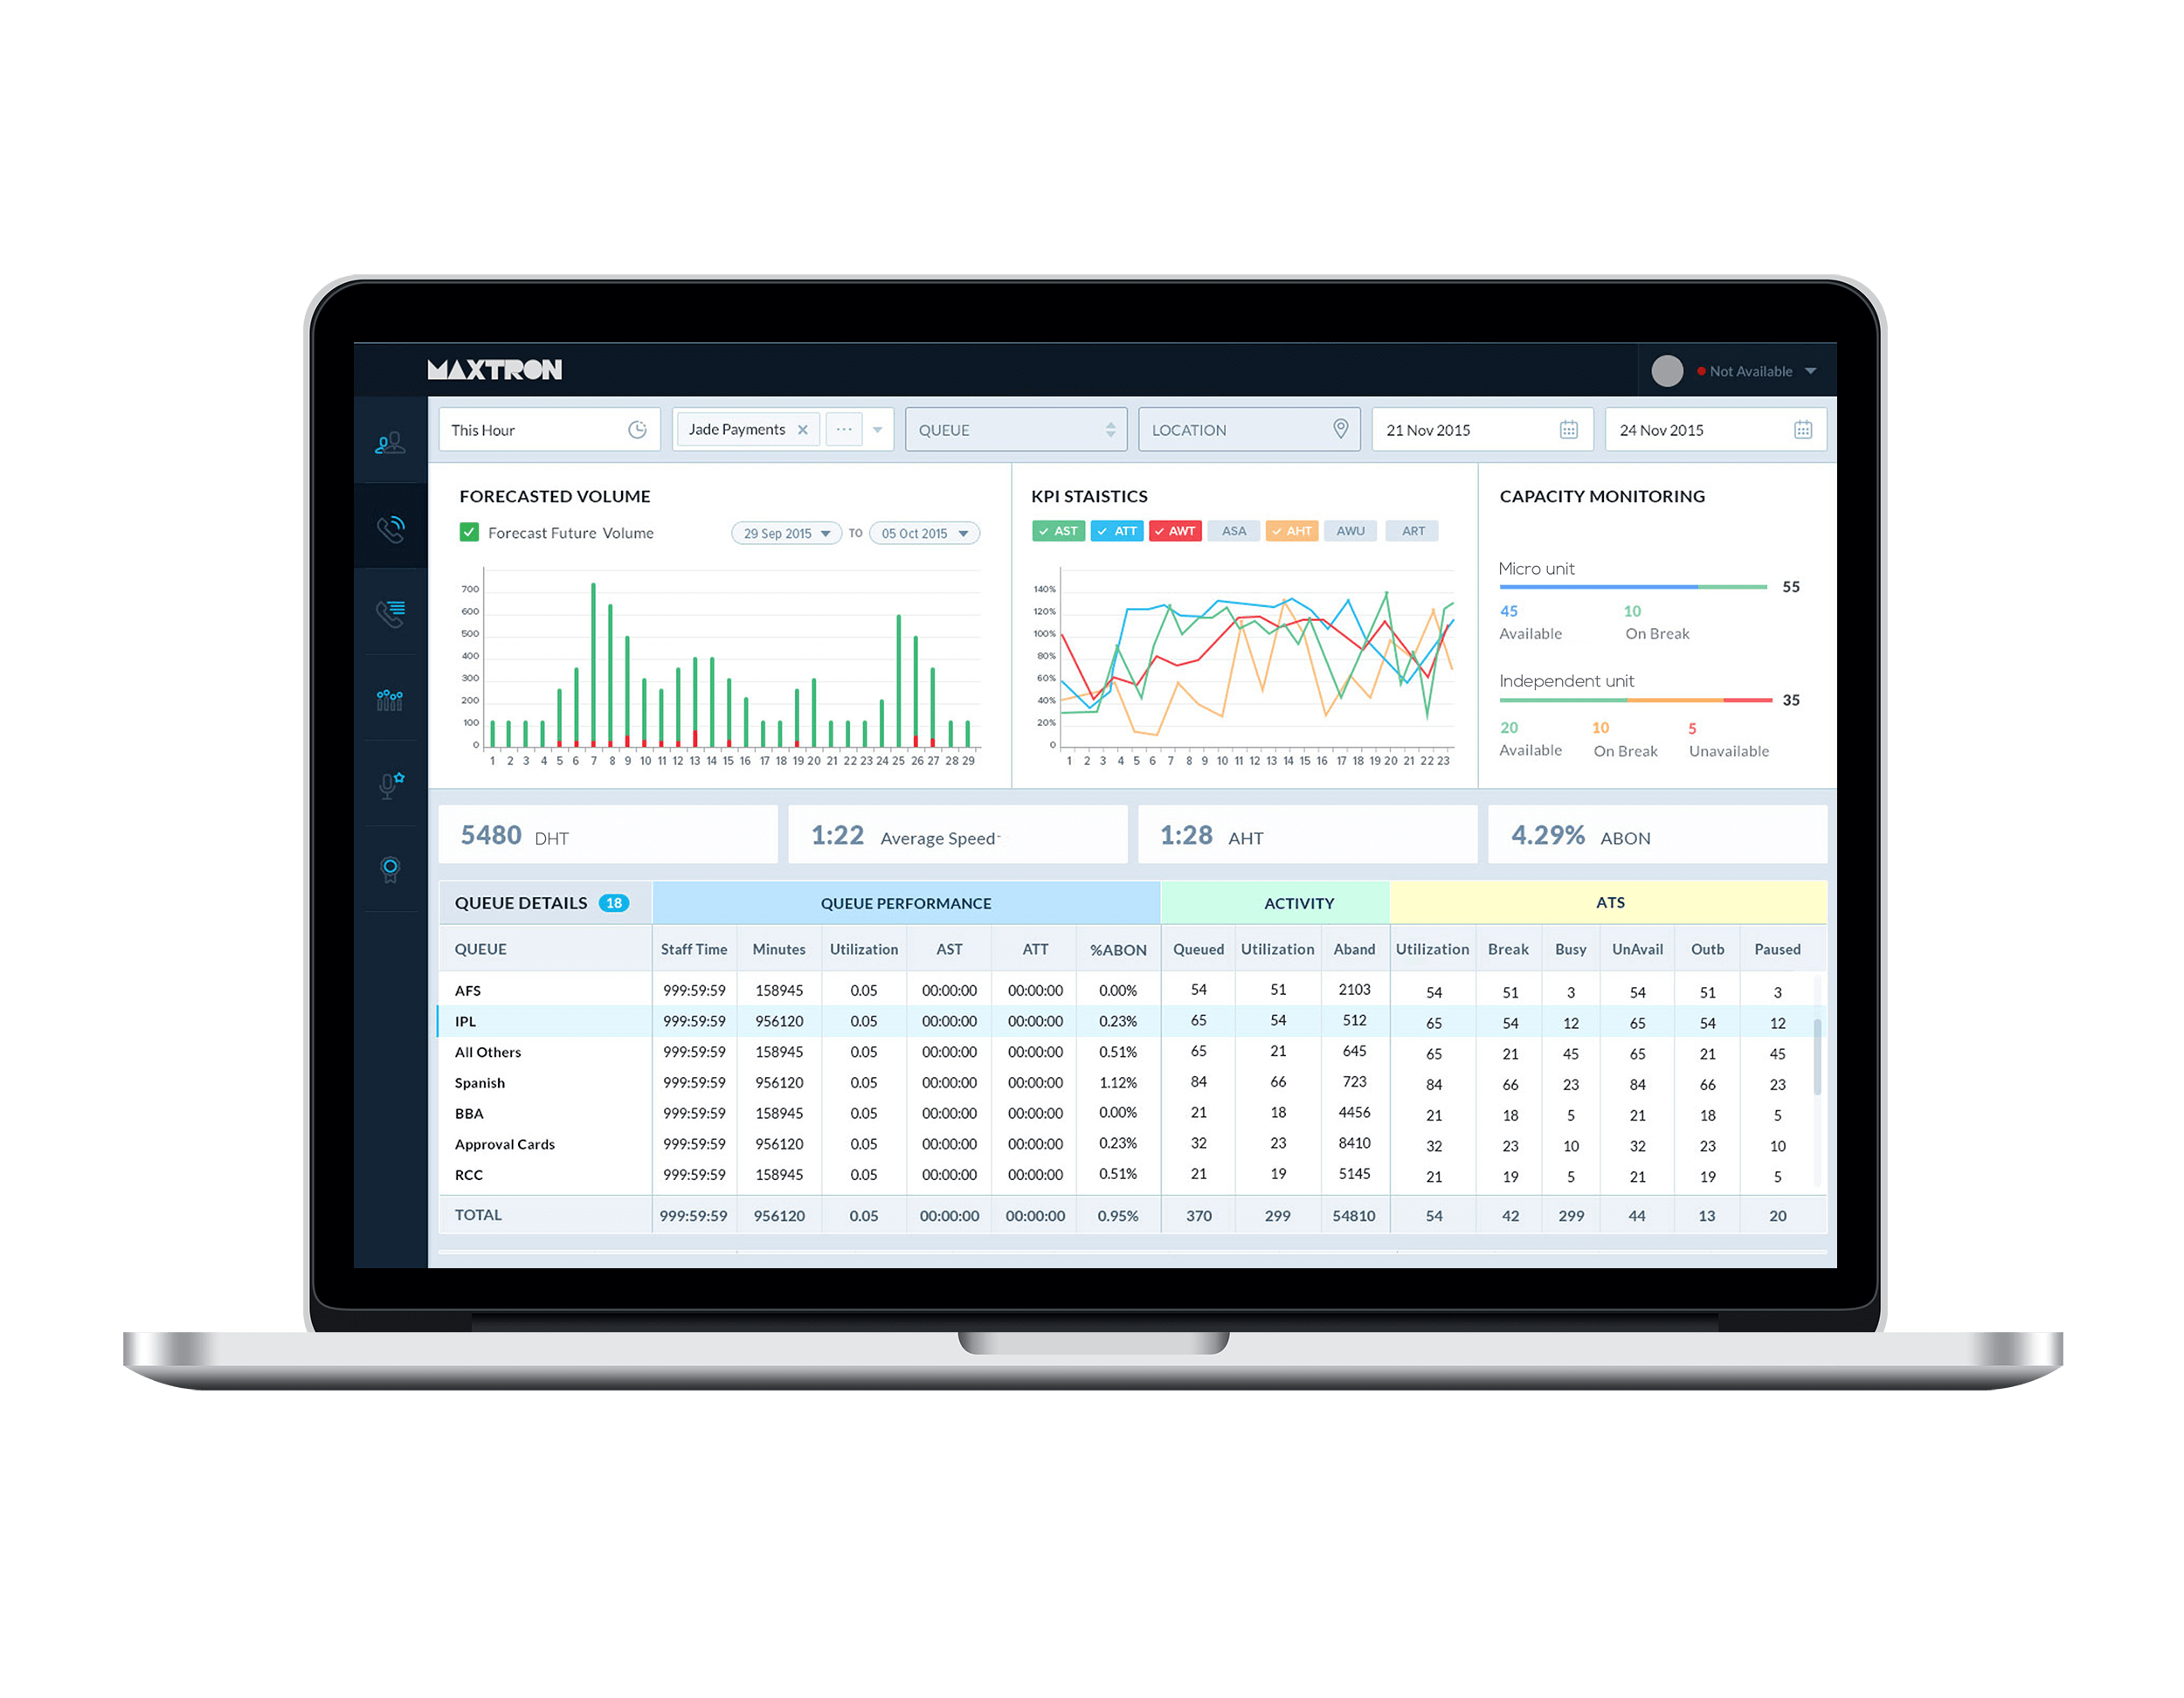 MAXTRON
Not Available
This Hour
Jade Payments ✕ ...
QUEUE
LOCATION
21 Nov 2015
24 Nov 2015
FORECASTED VOLUME
Forecast Future Volume
29 Sep 2015 TO 05 Oct 2015
700
600
500
400
300
200
100
0
1 2 3 4 5 6 7 8 9 10 11 12 13 14 15 16 17 18 19 20 21 22 23 24 25 26 27 28 29
KPI STAISTICS
AST ATT AWT ASA AHT AWU ART
140%
120%
100%
80%
60%
40%
20%
0
1 2 3 4 5 6 7 8 9 10 11 12 13 14 15 16 17 18 19 20 21 22 23
CAPACITY MONITORING
Micro unit
55
45 10
Available On Break
Independent unit
35
20 10 5
Available On Break Unavailable
5480 DHT
1:22 Average Speed-
1:28 AHT
4.29% ABON
QUEUE DETAILS 18 QUEUE PERFORMANCE ACTIVITY ATS
QUEUE Staff Time Minutes Utilization AST ATT %ABON Queued Utilization Aband Utilization Break Busy UnAvail Outb Paused
AFS 999:59:59 158945 0.05 00:00:00 00:00:00 0.00% 54 51 2103 54 51 3 54 51 3
IPL 999:59:59 956120 0.05 00:00:00 00:00:00 0.23% 65 54 512 65 54 12 65 54 12
All Others 999:59:59 158945 0.05 00:00:00 00:00:00 0.51% 65 21 645 65 21 45 65 21 45
Spanish 999:59:59 956120 0.05 00:00:00 00:00:00 1.12% 84 66 723 84 66 23 84 66 23
BBA 999:59:59 158945 0.05 00:00:00 00:00:00 0.00% 21 18 4456 21 18 5 21 18 5
Approval Cards 999:59:59 956120 0.05 00:00:00 00:00:00 0.23% 32 23 8410 32 23 10 32 23 10
RCC 999:59:59 158945 0.05 00:00:00 00:00:00 0.51% 21 19 5145 21 19 5 21 19 5
TOTAL 999:59:59 956120 0.05 00:00:00 00:00:00 0.95% 370 299 54810 54 42 299 44 13 20